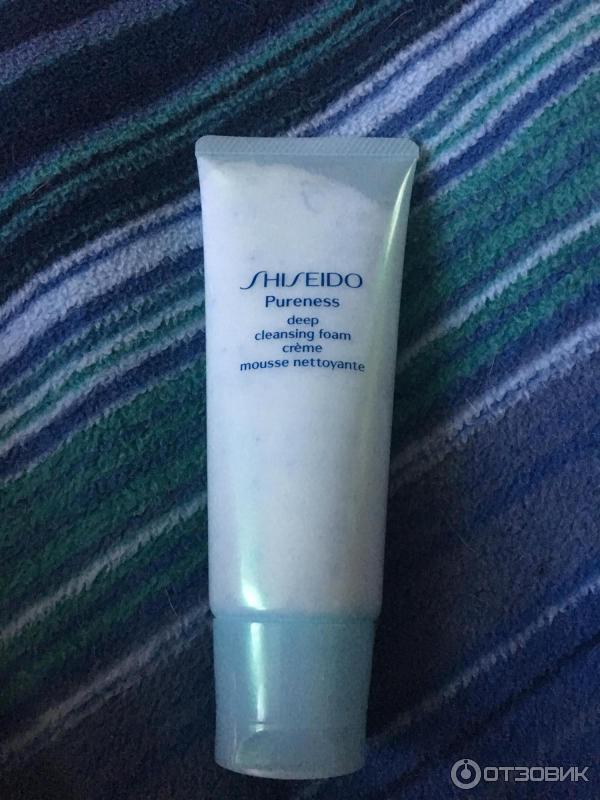 SHISEIDO
Pureness
deep
cleansing foam
crème
mousse nettoyante
ОТЗОВИК